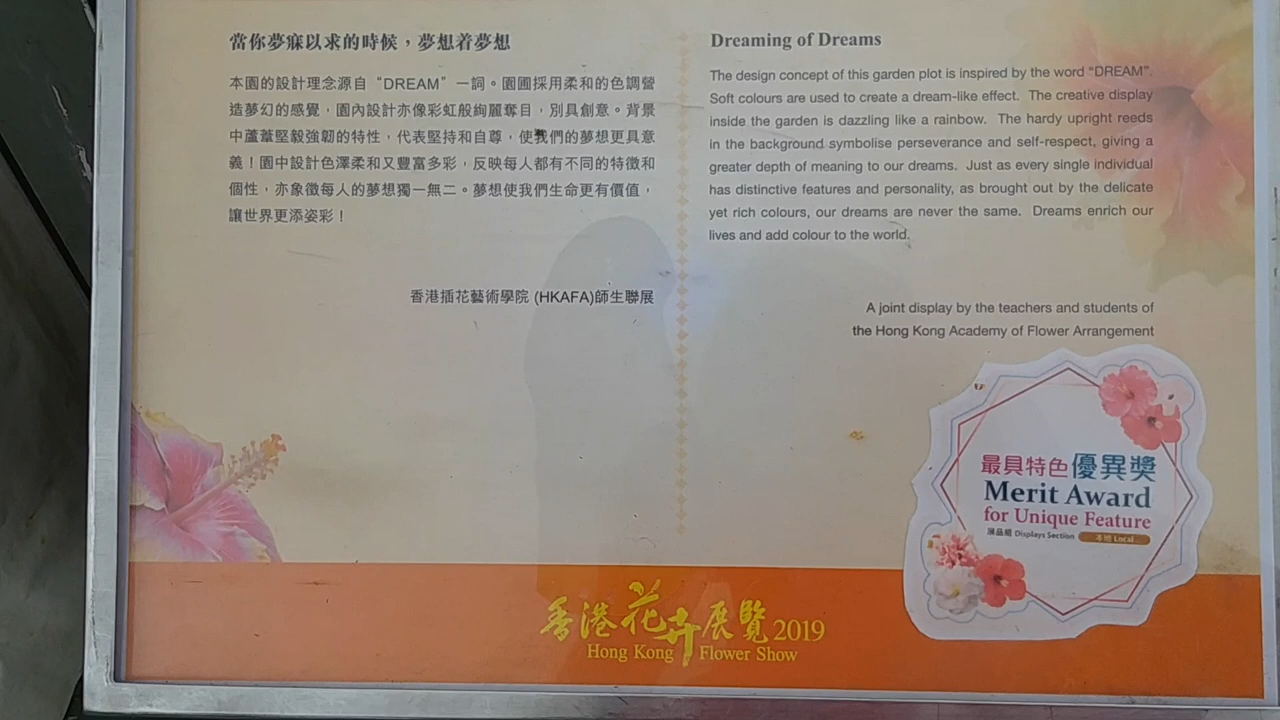 當你夢寐以求的時候，夢想着夢想
本園的設計理念源自“DREAM”一詞。園圃採用柔和的色調營
造夢幻的感覺，園內設計亦像彩虹般絢麗奪目，別具創意。背景
中蘆葦堅毅強韌的特性，代表堅持和自尊，使我們的夢想更具意
義！園中設計色澤柔和又豐富多彩，反映每人都有不同的特徵和
個性，亦象徵每人的夢想獨一無二。夢想使我們生命更有價值，
讓世界更添姿彩！
香港插花藝術學院 (HKAFA)師生聯展
Dreaming of Dreams
The design concept of this garden plot is inspired by the word “DREAM”.
Soft colours are used to create a dream-like effect. The creative display
inside the garden is dazzling like a rainbow. The hardy upright reeds
in the background symbolise perseverance and self-respect, giving a
greater depth of meaning to our dreams. Just as every single individual
has distinctive features and personality, as brought out by the delicate
yet rich colours, our dreams are never the same. Dreams enrich our
lives and add colour to the world.
A joint display by the teachers and students of
the Hong Kong Academy of Flower Arrangement
最具特色優異獎
Merit Award
for Unique Feature
展品組 Displays Section 本地 Local
香港花卉展覽2019
Hong Kong Flower Show